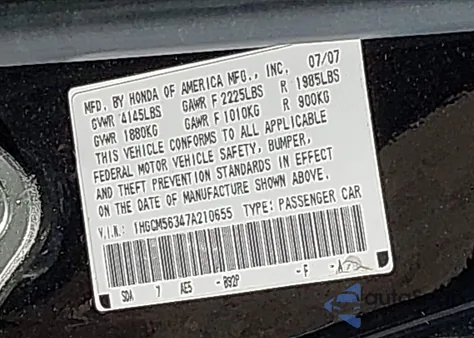 MFD. BY HONDA OF AMERICA MFG., INC. 07/07
GVWR 4145LBS GAWR F 2225LBS R 1985LBS
GVWR 1880KG GAWR F 1010KG R 900KG
THIS VEHICLE CONFORMS TO ALL APPLICABLE
FEDERAL MOTOR VEHICLE SAFETY, BUMPER,
AND THEFT PREVENTION STANDARDS IN EFFECT
ON THE DATE OF MANUFACTURE SHOWN ABOVE.
V.I.N.: 1HGCM56347A210655 TYPE: PASSENGER CAR
SDA 7 AE5 - B92P - F - A